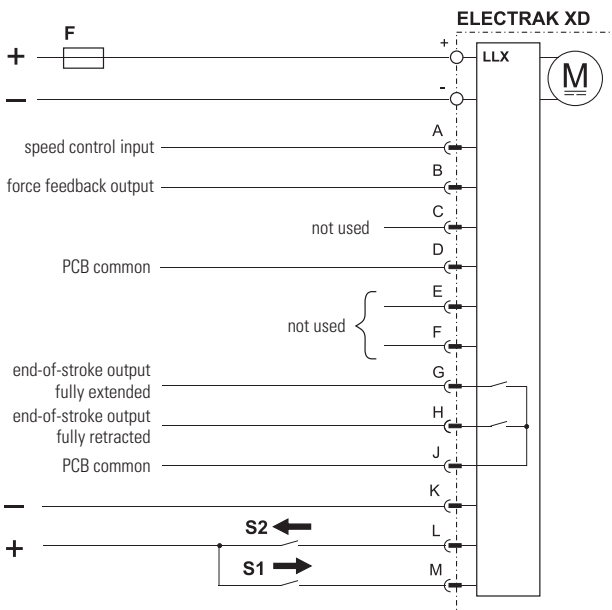 ELECTRAK XD
F
+
+
LLX
M
−
-
A
speed control input
B
force feedback output
C
not used
D
PCB common
E
not used
F
G
end-of-stroke output
fully extended
H
end-of-stroke output
fully retracted
J
PCB common
K
−
S2
L
+
S1
M